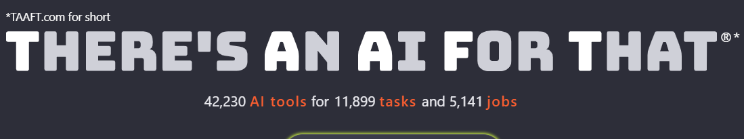 *TAAFT.com for short
THERE'S AN AI FOR THAT®*
42,230 AI tools for 11,899 tasks and 5,141 jobs